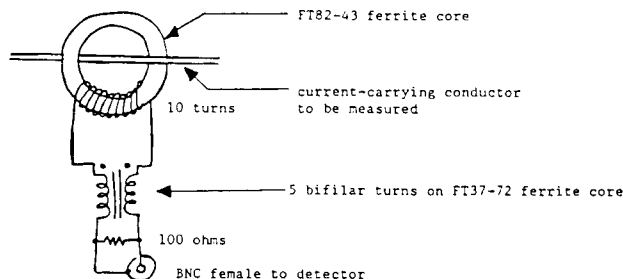 FT82-43 ferrite core
current-carrying conductor
to be measured
10 turns
5 bifilar turns on FT37-72 ferrite core
100 ohms
BNC female to detector